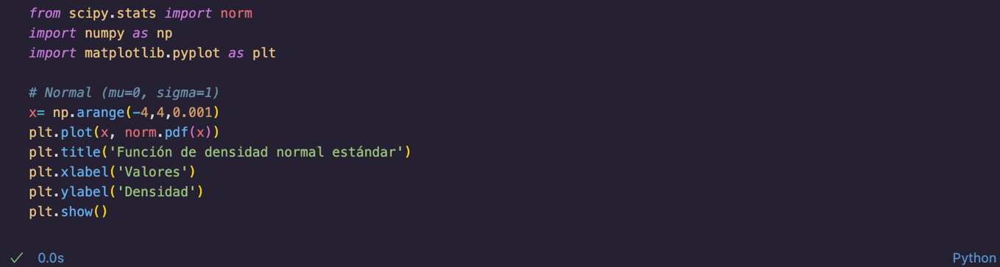 from scipy.stats import norm
import numpy as np
import matplotlib.pyplot as plt
# Normal (mu=0, sigma=1)
x= np.arange(-4,4,0.001)
plt.plot(x, norm.pdf(x))
plt.title('Función de densidad normal estándar')
plt.xlabel('Valores')
plt.ylabel('Densidad')
plt.show()
✓ 0.0s Python